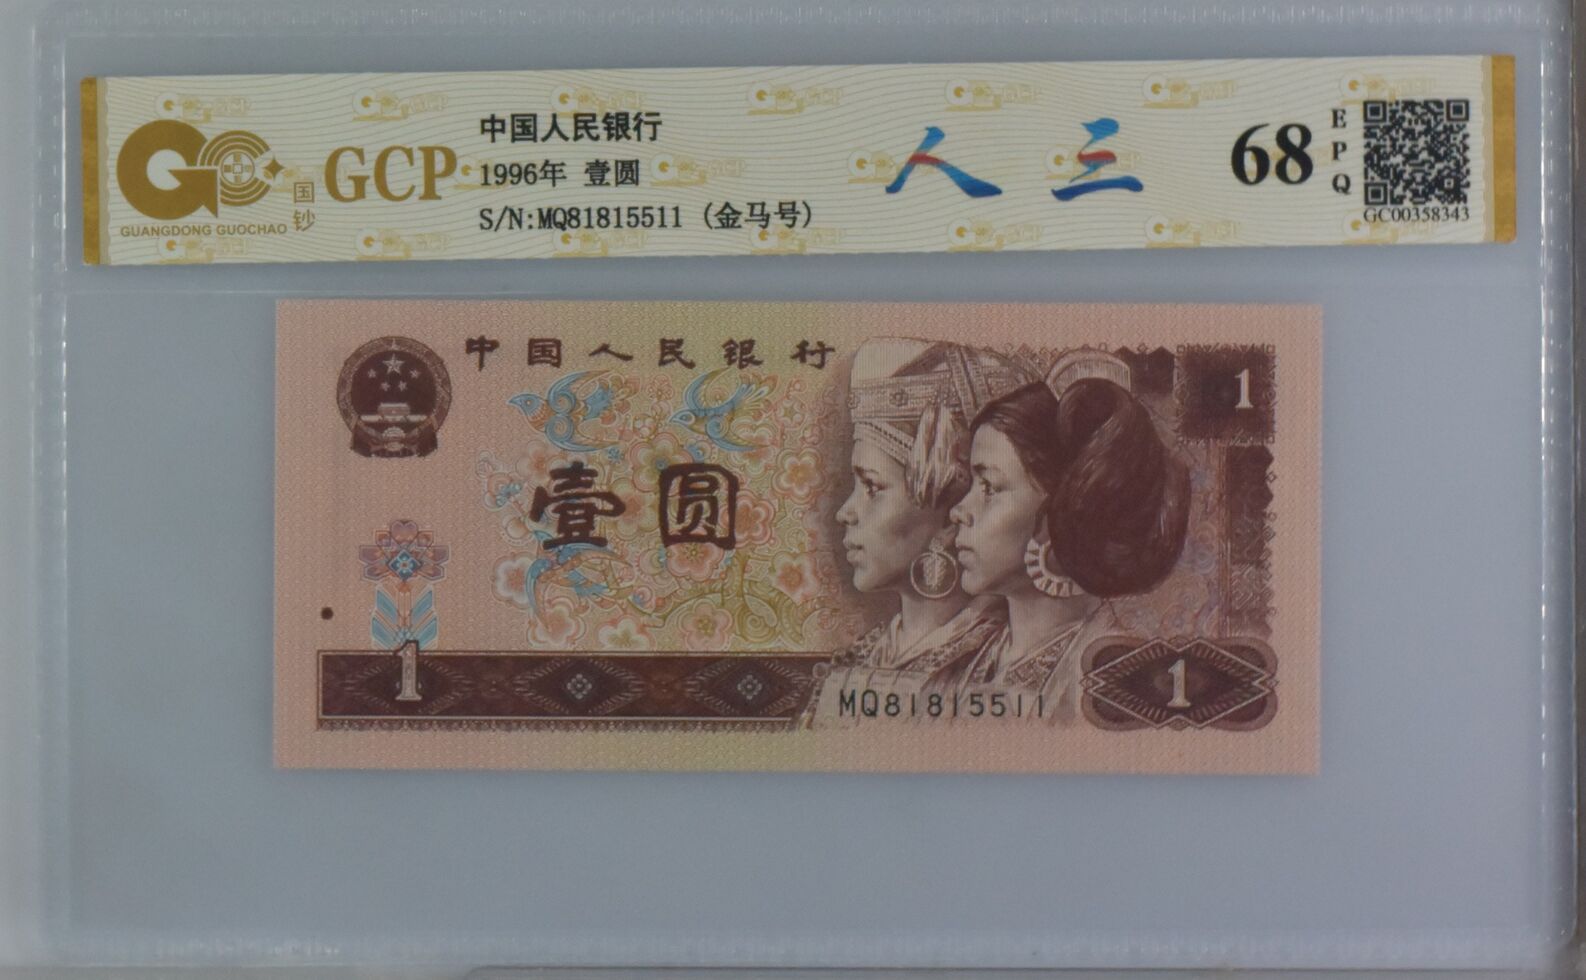 GCP
国钞
GUANGDONG GUOCHAO
中国人民银行
1996年 壹圆
S/N:MQ81815511 (金马号)
人三
68
EPQ
GC00358343
中国人民银行
1
壹圆
1
MQ81815511
1